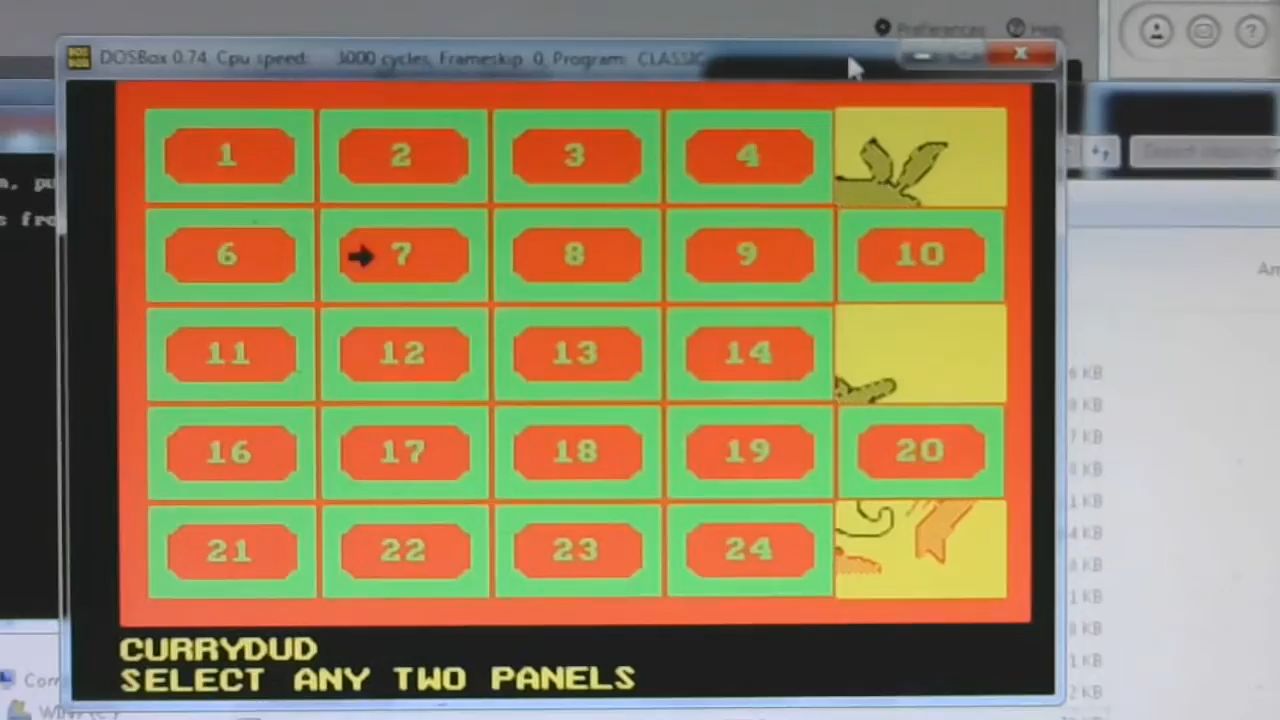 Preferences Help
DOSBox 0.74, Cpu speed: 3000 cycles, Frameskip 0, Program: CLASSIC
1 2 3 4
6 7 8 9 10
11 12 13 14
16 17 18 19 20
21 22 23 24
CURRYDUD
SELECT ANY TWO PANELS